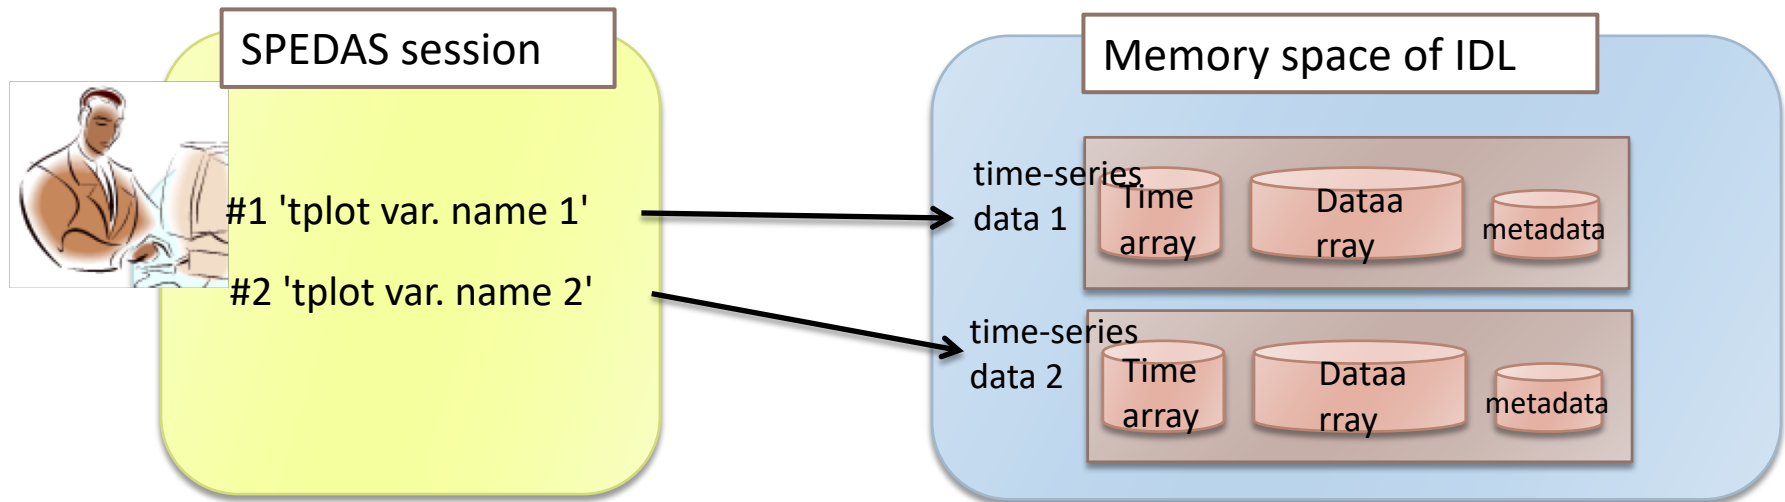 SPEDAS session
#1 'tplot var. name 1'
#2 'tplot var. name 2'
Memory space of IDL
time-series
data 1
Time
array
Dataa
rray
metadata
time-series
data 2
Time
array
Dataa
rray
metadata